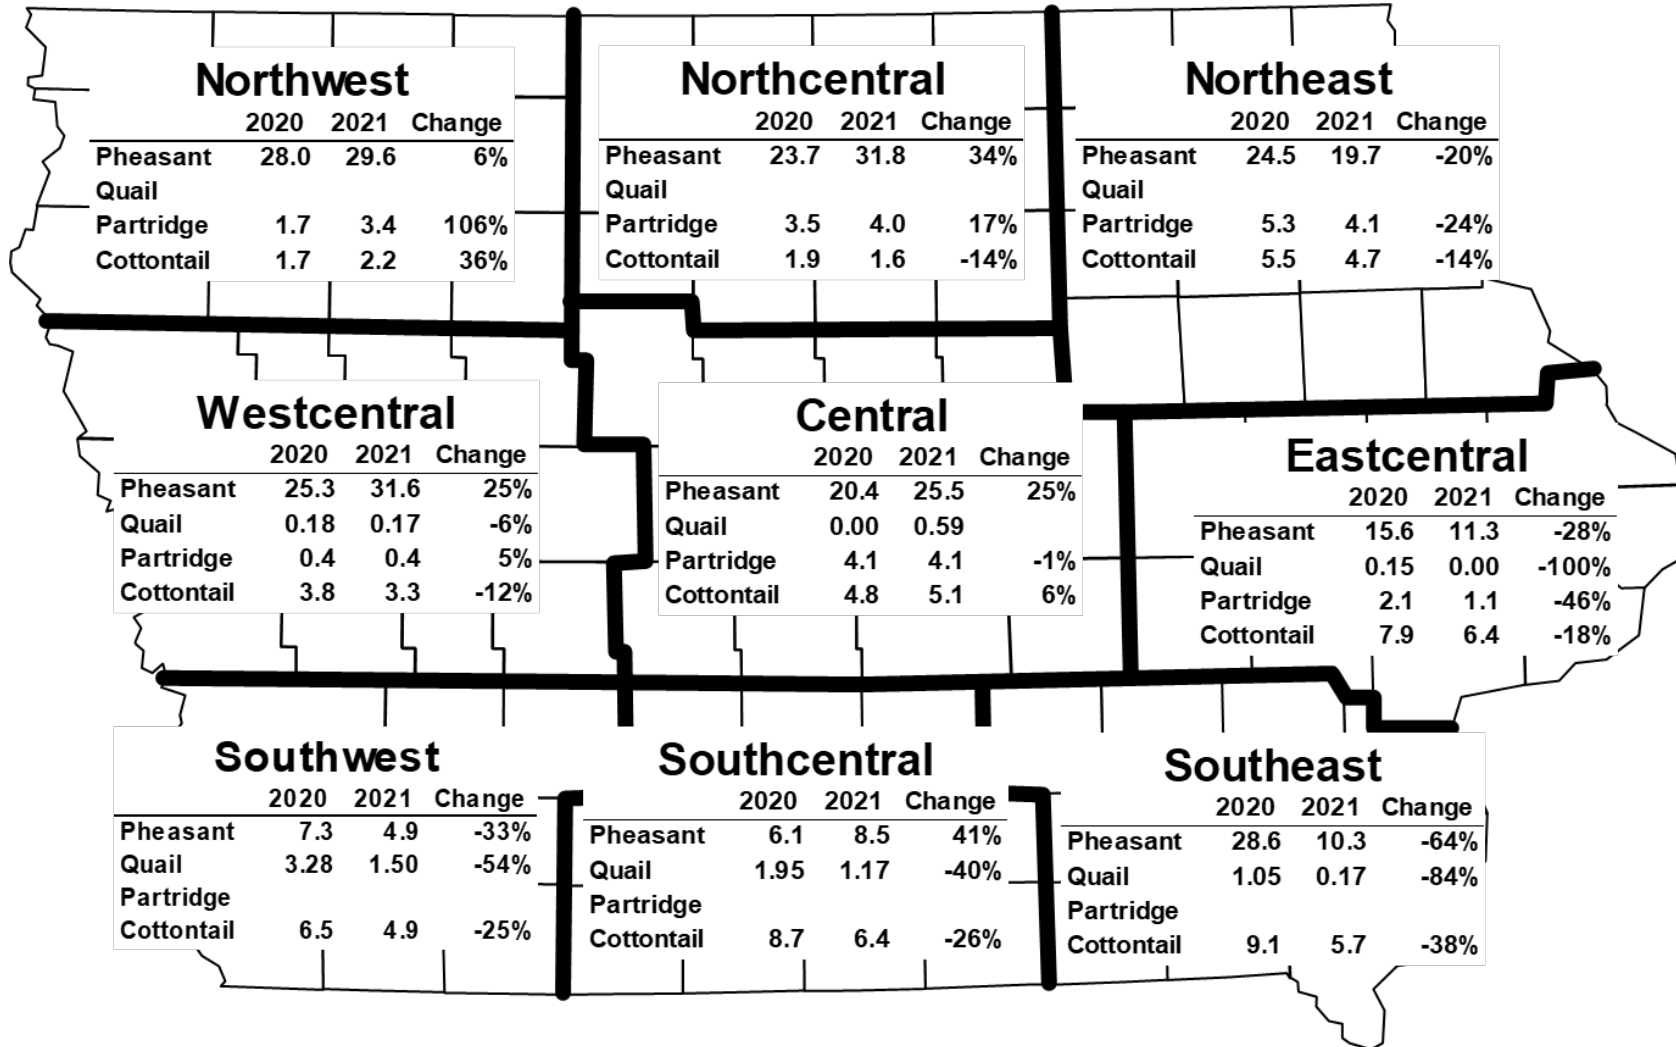 Northwest
2020 2021 Change
Pheasant 28.0 29.6 6%
Quail
Partridge 1.7 3.4 106%
Cottontail 1.7 2.2 36%
Northcentral
2020 2021 Change
Pheasant 23.7 31.8 34%
Quail
Partridge 3.5 4.0 17%
Cottontail 1.9 1.6 -14%
Northeast
2020 2021 Change
Pheasant 24.5 19.7 -20%
Quail
Partridge 5.3 4.1 -24%
Cottontail 5.5 4.7 -14%
Westcentral
2020 2021 Change
Pheasant 25.3 31.6 25%
Quail 0.18 0.17 -6%
Partridge 0.4 0.4 5%
Cottontail 3.8 3.3 -12%
Central
2020 2021 Change
Pheasant 20.4 25.5 25%
Quail 0.00 0.59
Partridge 4.1 4.1 -1%
Cottontail 4.8 5.1 6%
Eastcentral
2020 2021 Change
Pheasant 15.6 11.3 -28%
Quail 0.15 0.00 -100%
Partridge 2.1 1.1 -46%
Cottontail 7.9 6.4 -18%
Southwest
2020 2021 Change
Pheasant 7.3 4.9 -33%
Quail 3.28 1.50 -54%
Partridge
Cottontail 6.5 4.9 -25%
Southcentral
2020 2021 Change
Pheasant 6.1 8.5 41%
Quail 1.95 1.17 -40%
Partridge
Cottontail 8.7 6.4 -26%
Southeast
2020 2021 Change
Pheasant 28.6 10.3 -64%
Quail 1.05 0.17 -84%
Partridge
Cottontail 9.1 5.7 -38%